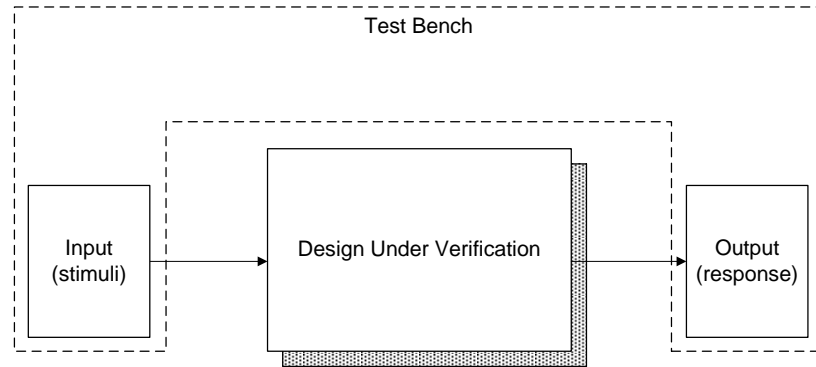 Test Bench
Input
(stimuli)
Design Under Verification
Output
(response)